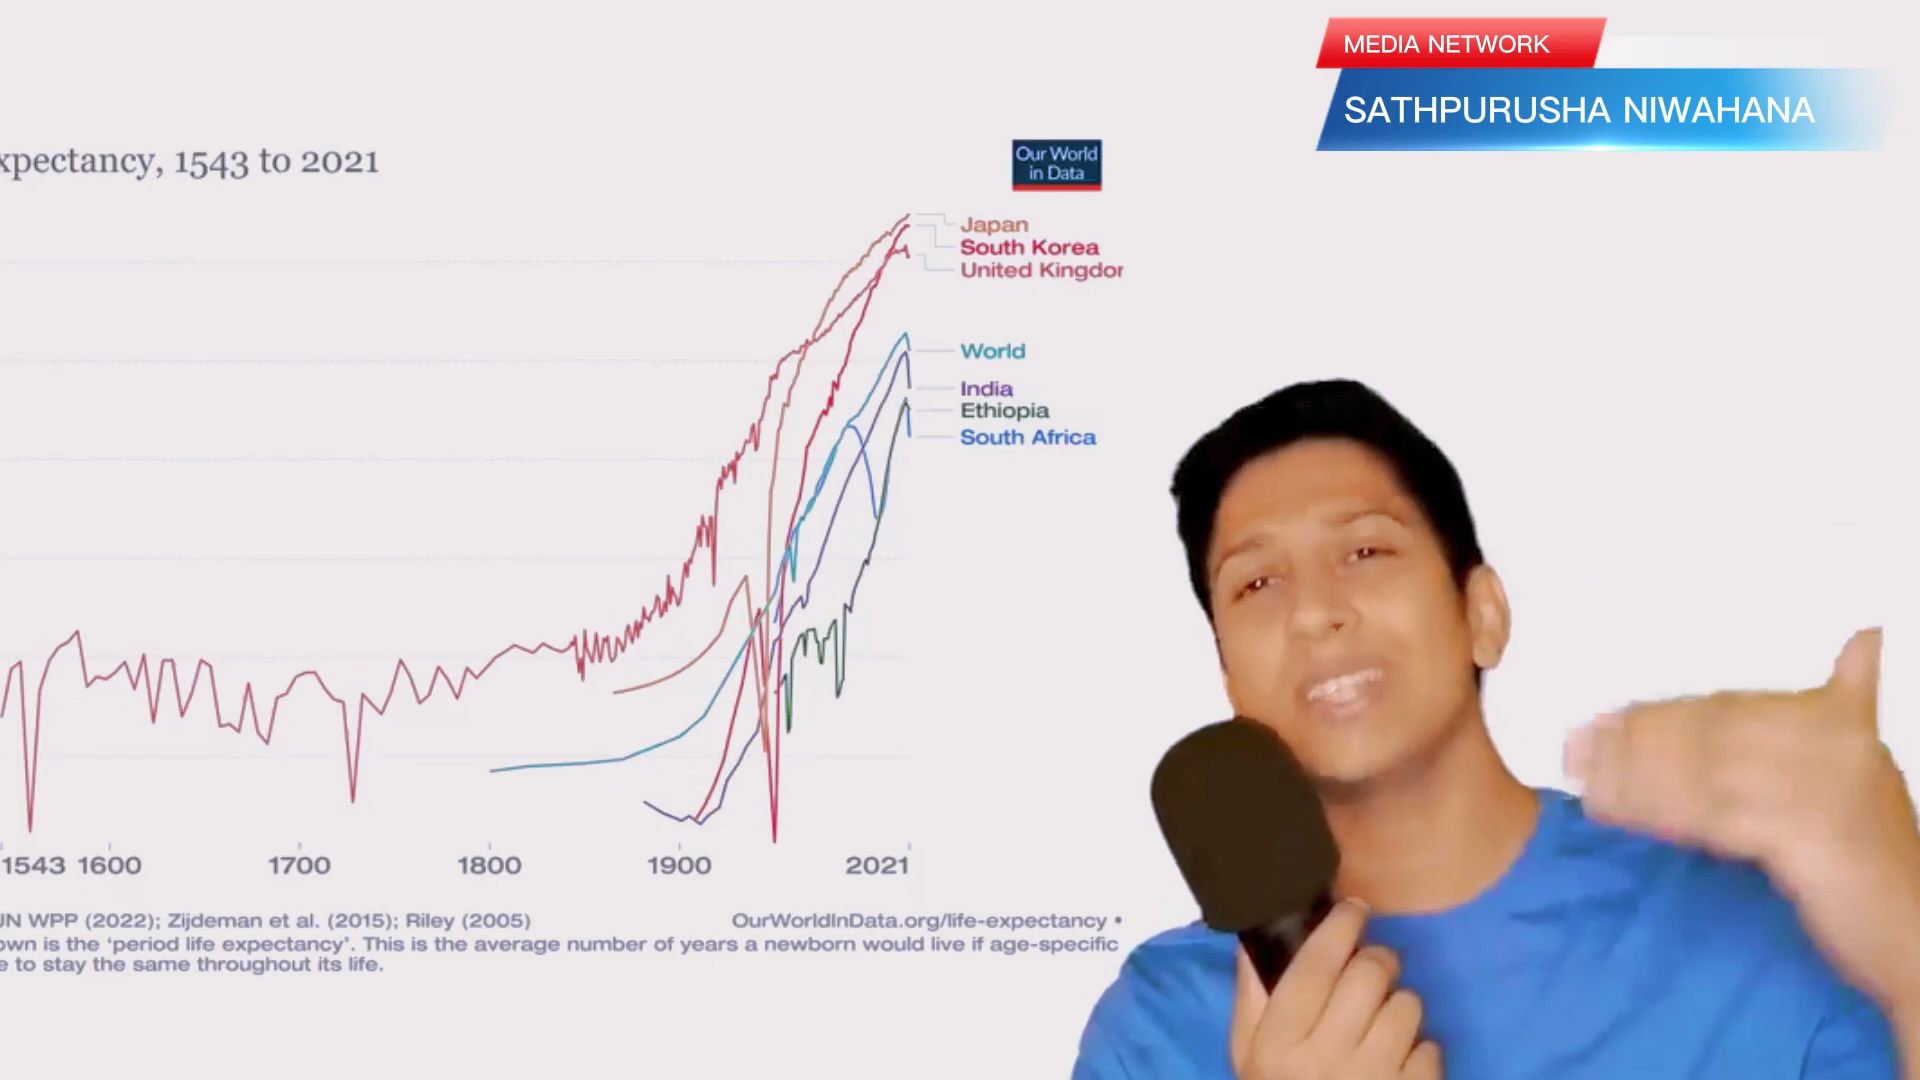 MEDIA NETWORK
SATHPURUSHA NIWAHANA
xpectancy, 1543 to 2021
Our World
in Data
Japan
South Korea
United Kingdor
World
India
Ethiopia
South Africa
1543 1600 1700 1800 1900 2021
UN WPP (2022); Zijdeman et al. (2015); Riley (2005) OurWorldInData.org/life-expectancy •
own is the ‘period life expectancy’. This is the average number of years a newborn would live if age-specific
e to stay the same throughout its life.